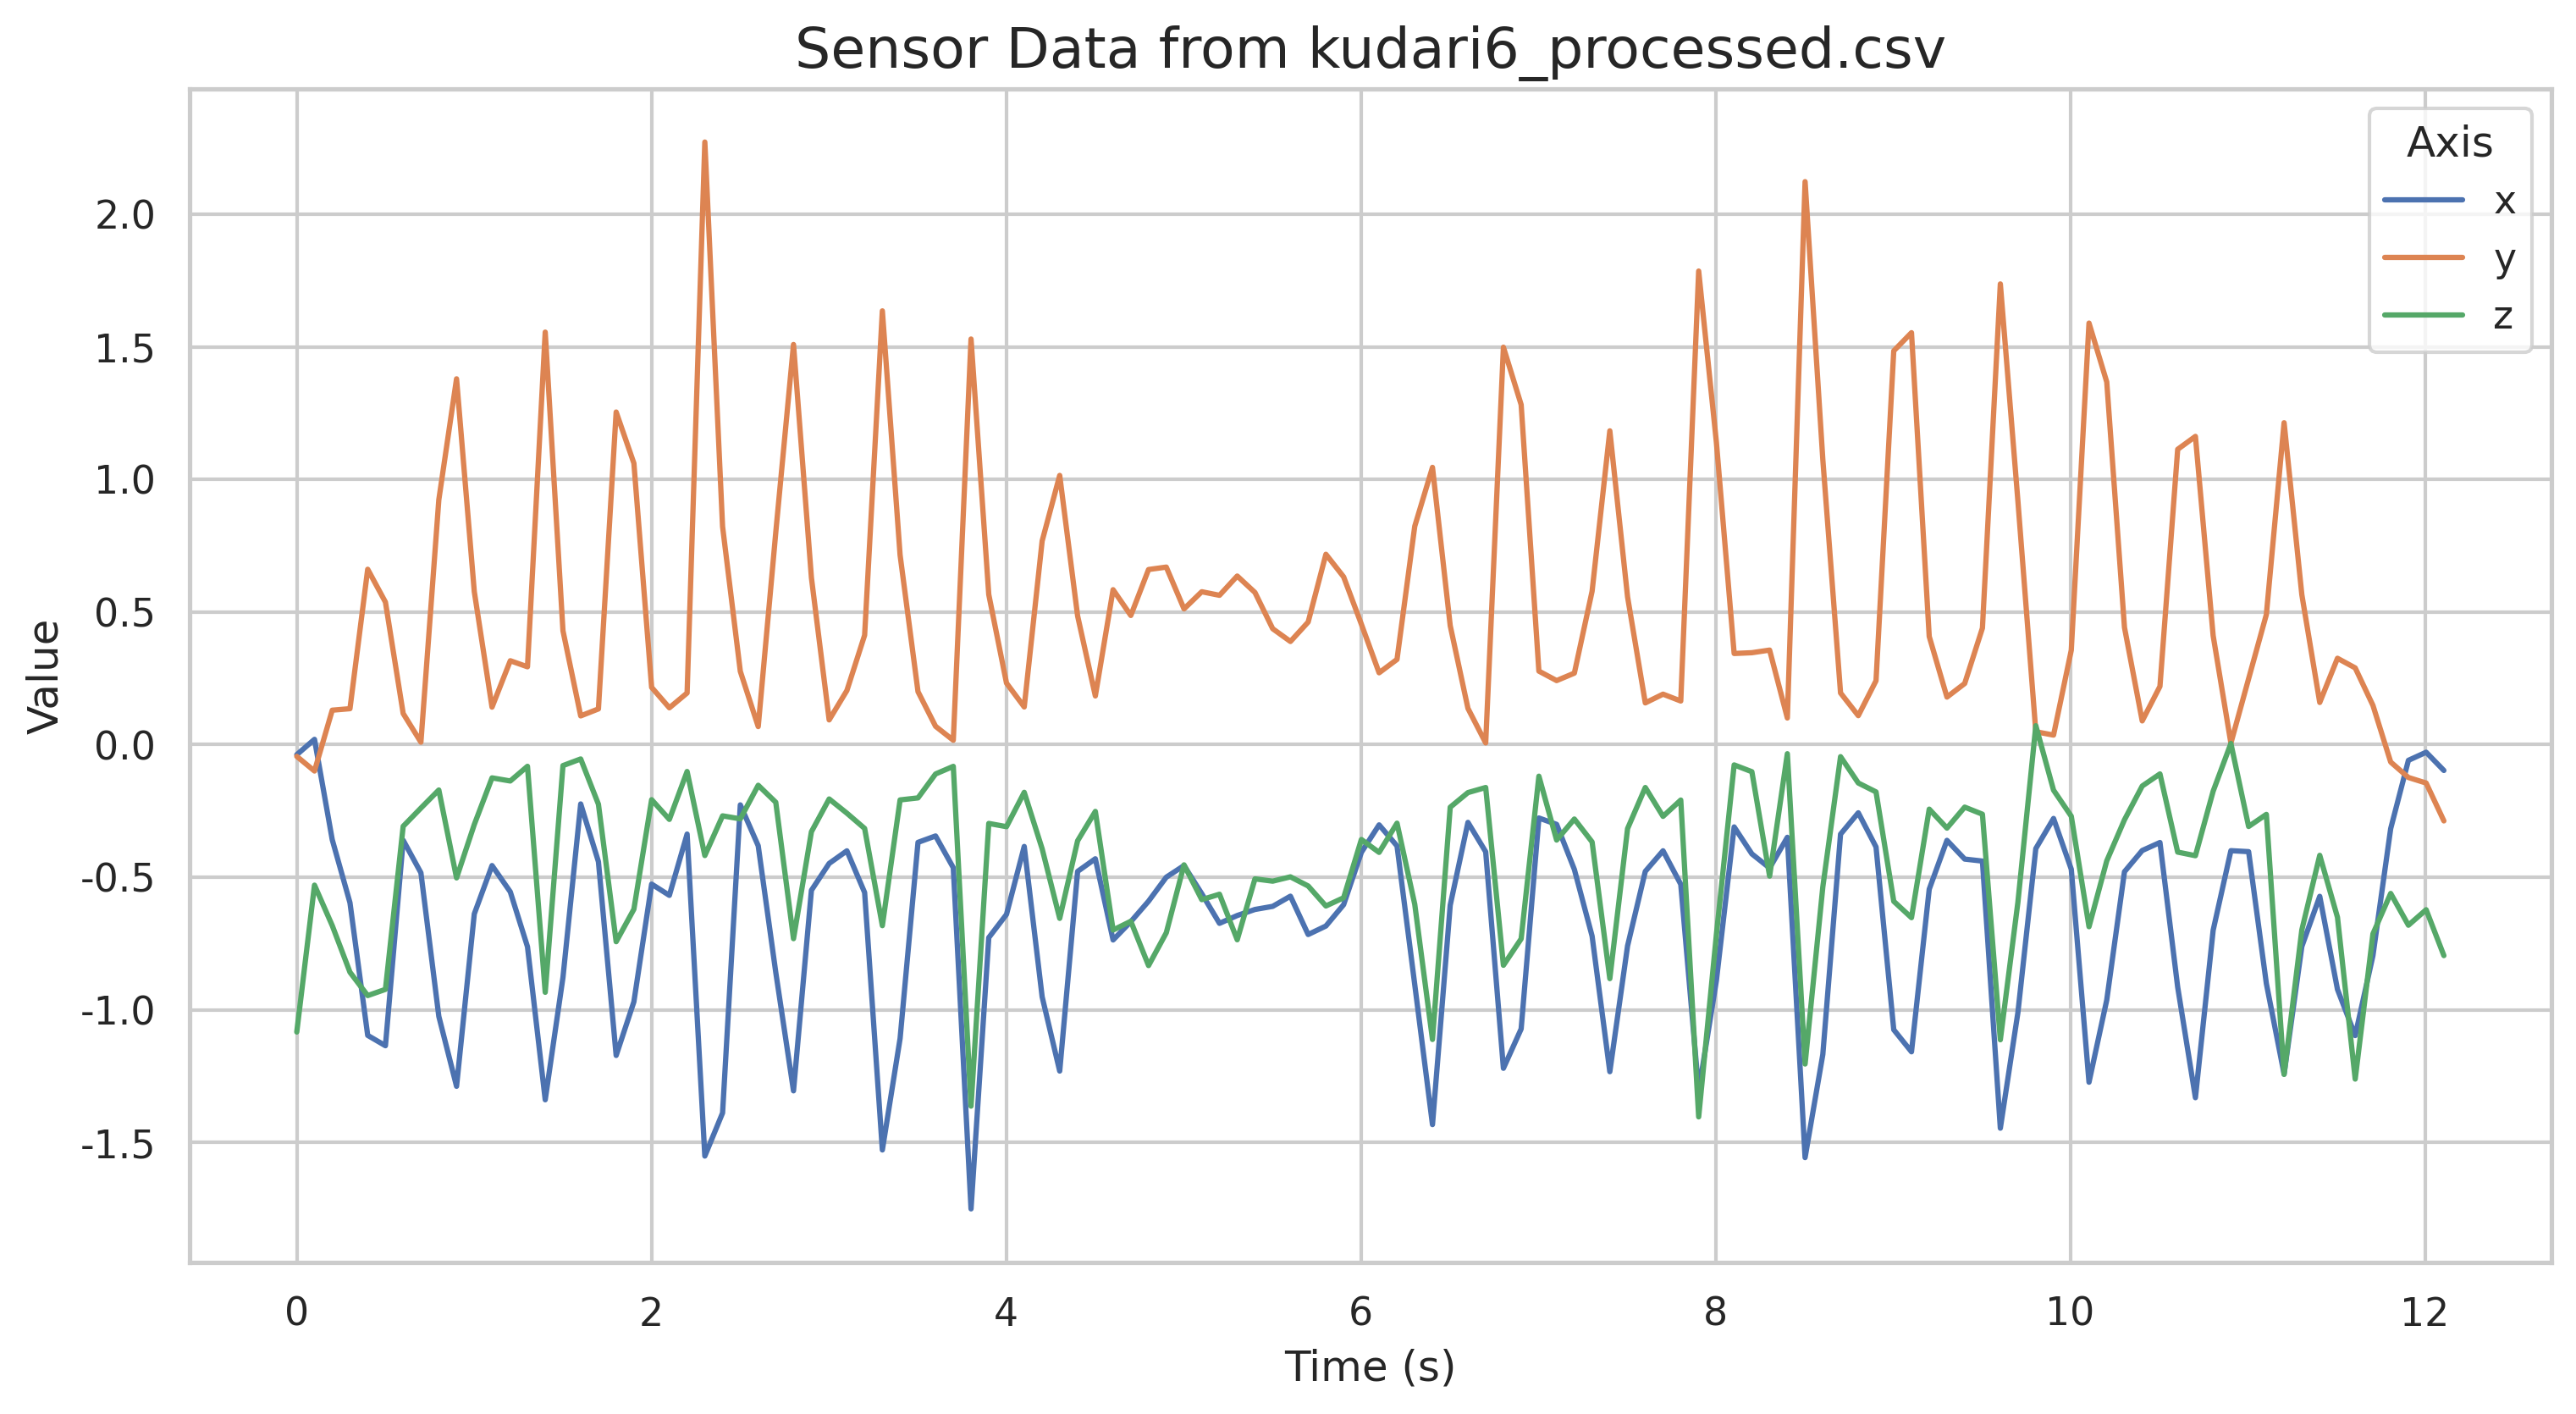 Sensor Data from kudari6_processed.csv
Axis
x
y
z
2.0
1.5
1.0
0.5
0.0
-0.5
-1.0
-1.5
Value
0 2 4 6 8 10 12
Time (s)